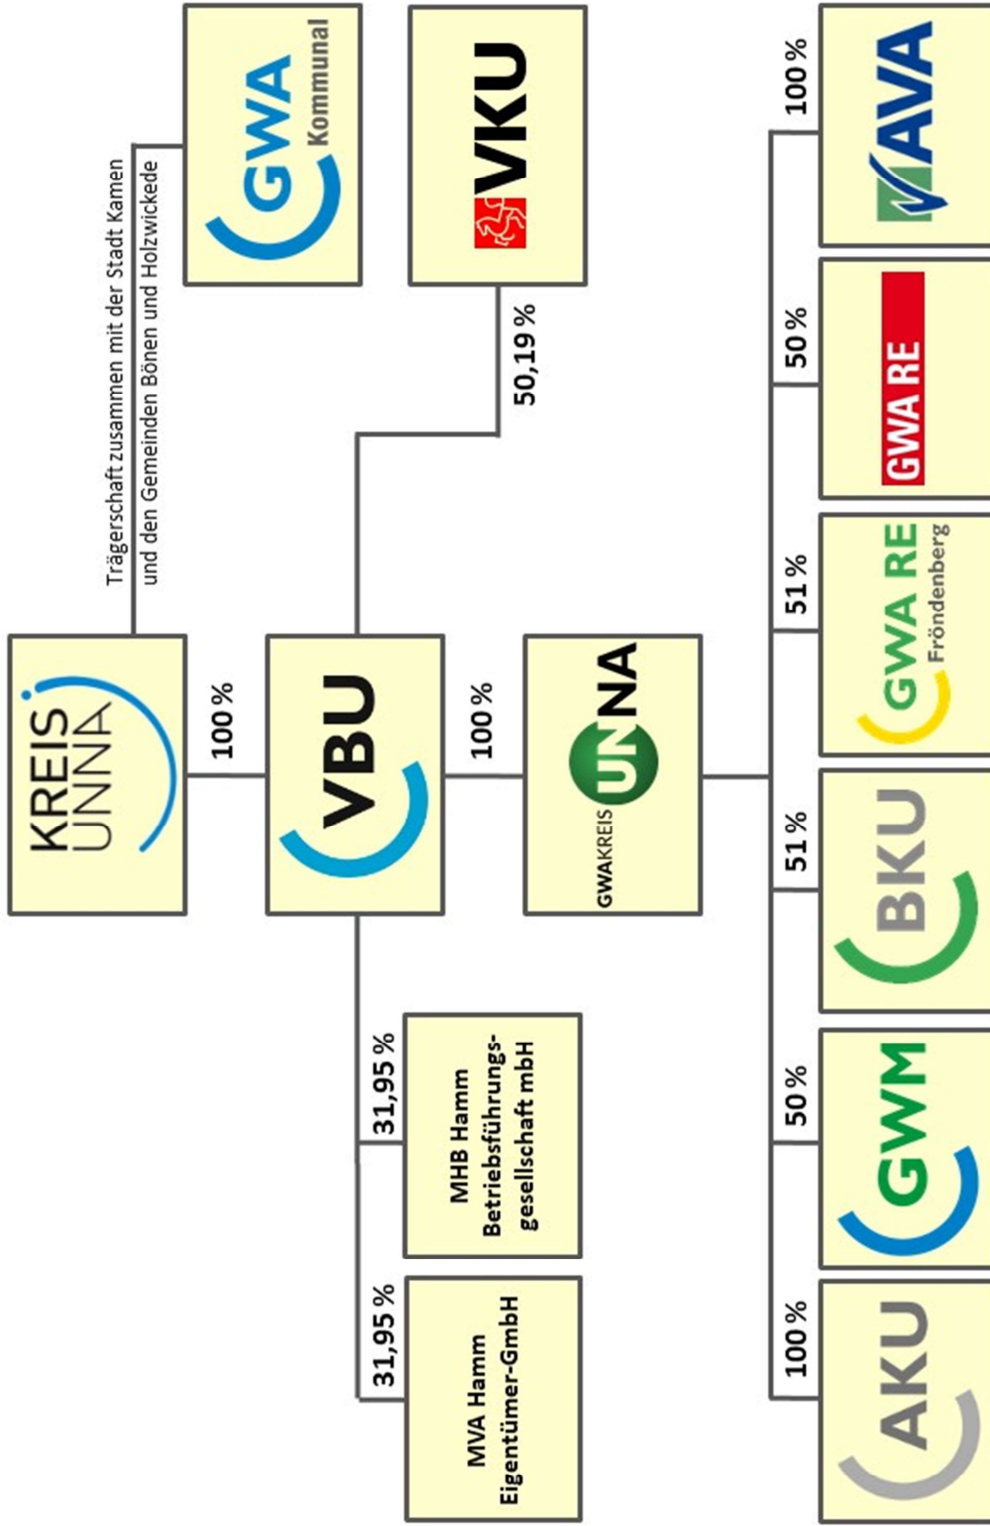 KREIS
UNNA
Trägerschaft zusammen mit der Stadt Kamen
und den Gemeinden Bönen und Holzwickede
GWA
Kommunal
100 %
VBU
VKU
50,19 %
31,95 %
31,95 %
MVA Hamm
Eigentümer-GmbH
MHB Hamm
Betriebsführungs-
gesellschaft mbH
100 %
GWAKREISUNNA
100 %
50 %
51 %
51 %
50 %
100 %
AKU
GWM
BKU
GWA RE
Fröndenberg
GWA RE
AVA